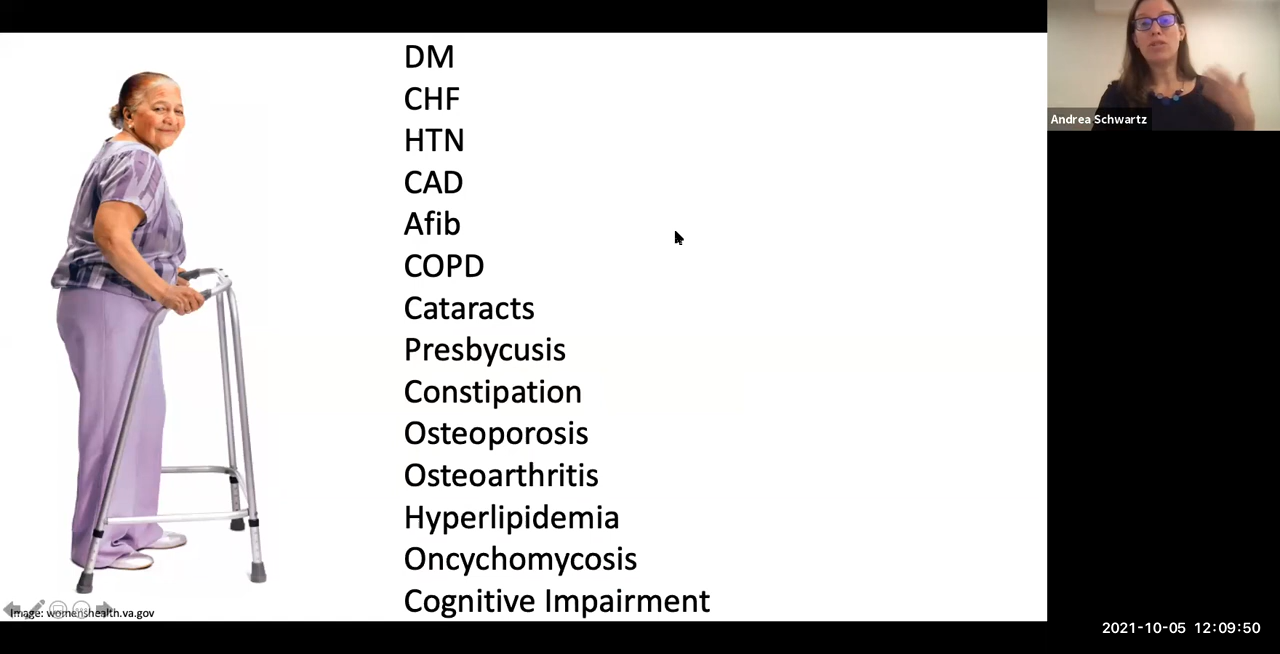 DM
CHF
HTN
CAD
Afib
COPD
Cataracts
Presbycusis
Constipation
Osteoporosis
Osteoarthritis
Hyperlipidemia
Oncychomycosis
Cognitive Impairment
Image: womenshealth.va.gov
Andrea Schwartz
2021-10-05 12:09:50